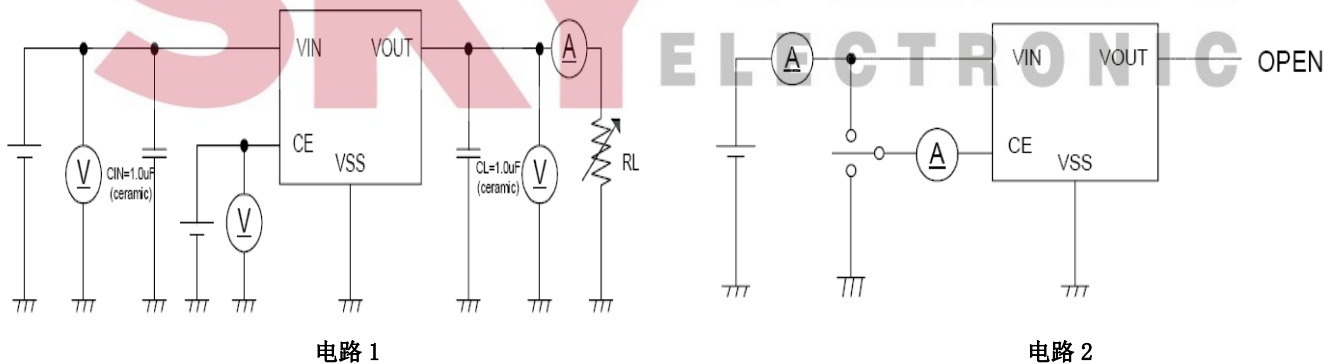 SKY ELECTRONIC
VIN VOUT
A
V
CIN=1.0uF
(ceramic)
CE
VSS
V
CL=1.0uF
(ceramic)
V
RL
电路 1
A
VIN VOUT
OPEN
A
CE
VSS
电路 2